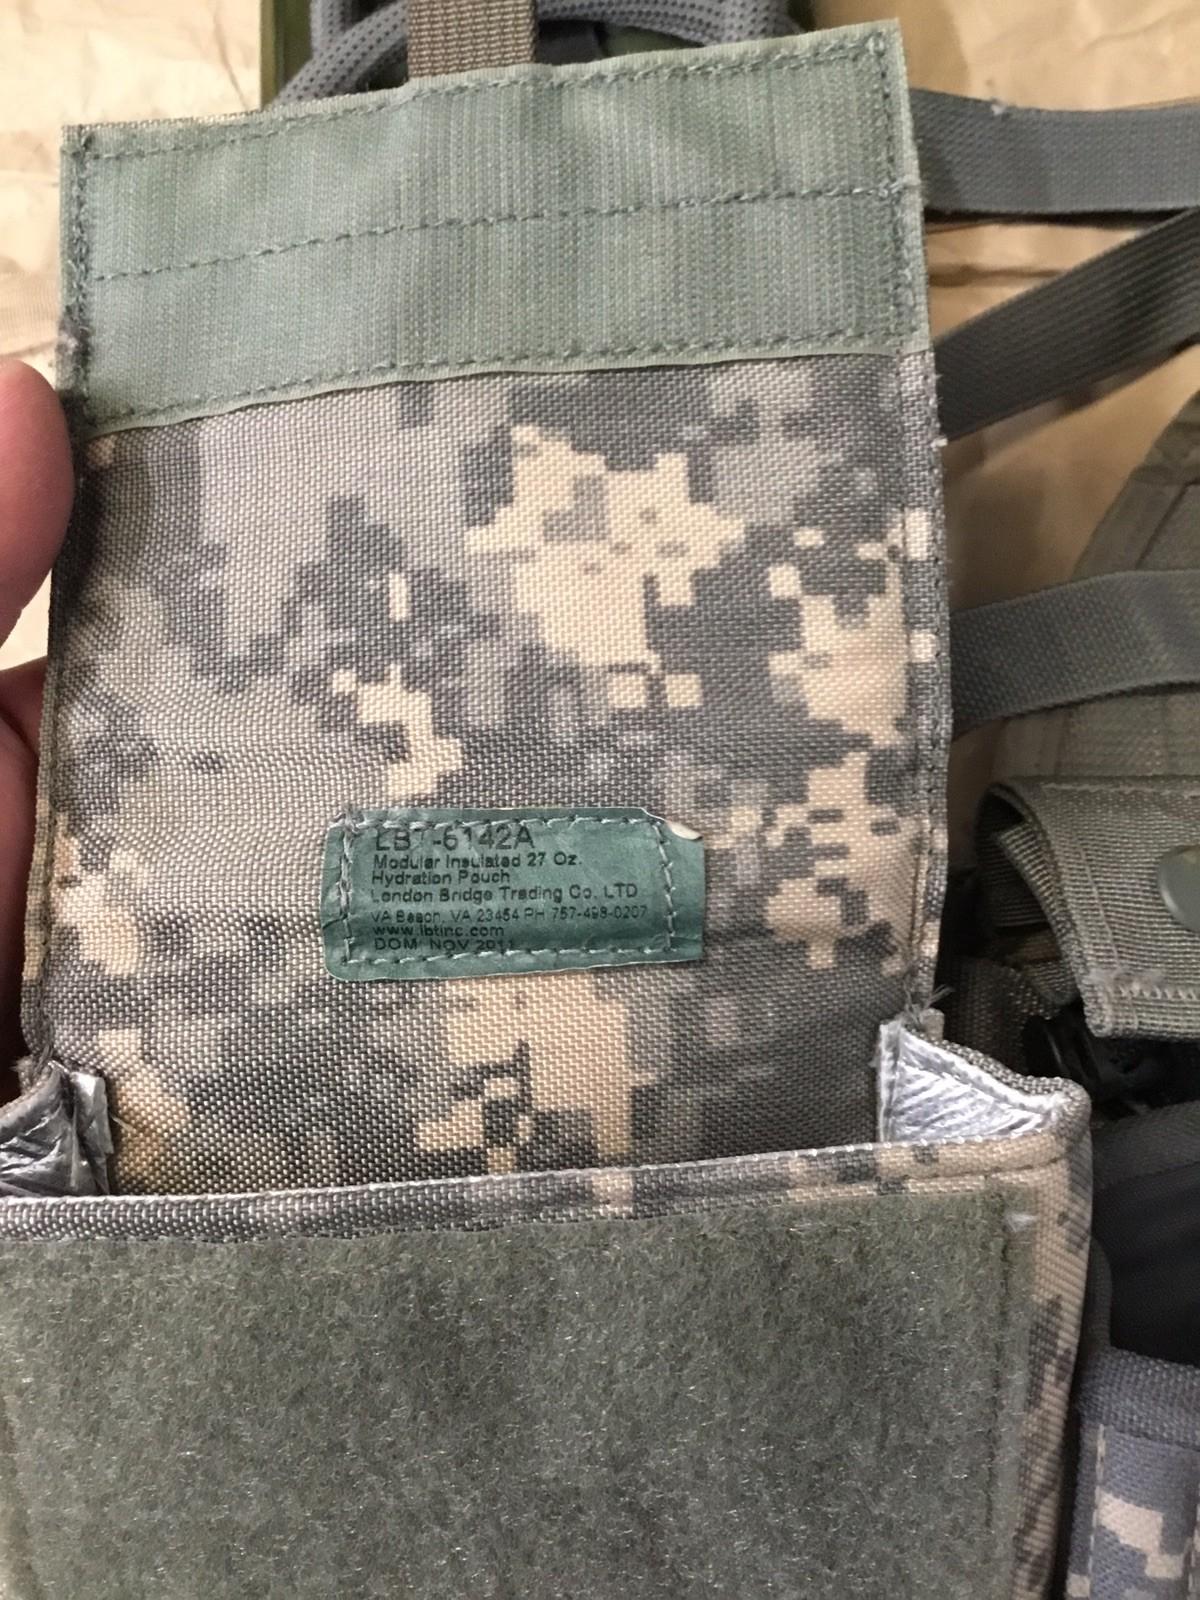 LBT-6142A
Modular Insulated 27 Oz.
Hydration Pouch
London Bridge Trading Co. LTD
VA Beach, VA 23454 PH 757-498-0207
www.lbtinc.com
DOM: NOV 2011